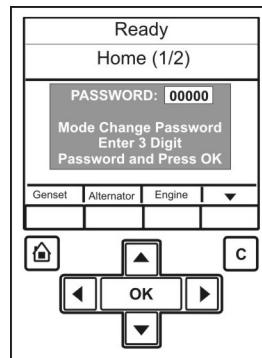 Ready
Home (1/2)
PASSWORD: 00000
Mode Change Password
Enter 3 Digit
Password and Press OK
Genset Alternator Engine
C
OK